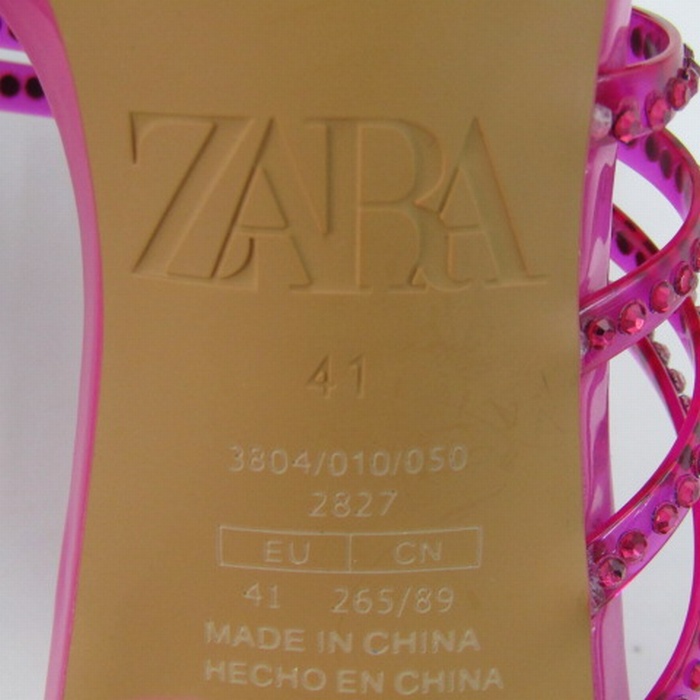 ZARA
41
3804/010/050
2827
EU CN
41 265/89
MADE IN CHINA
HECHO EN CHINA